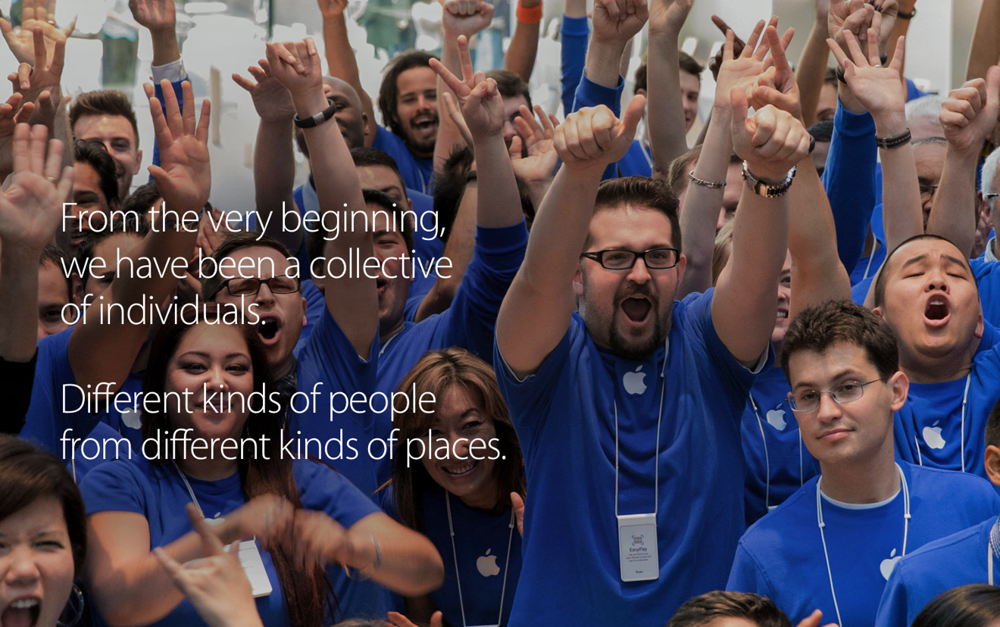 From the very beginning,
we have been a collective
of individuals.
Different kinds of people
from different kinds of places.
EasyPay